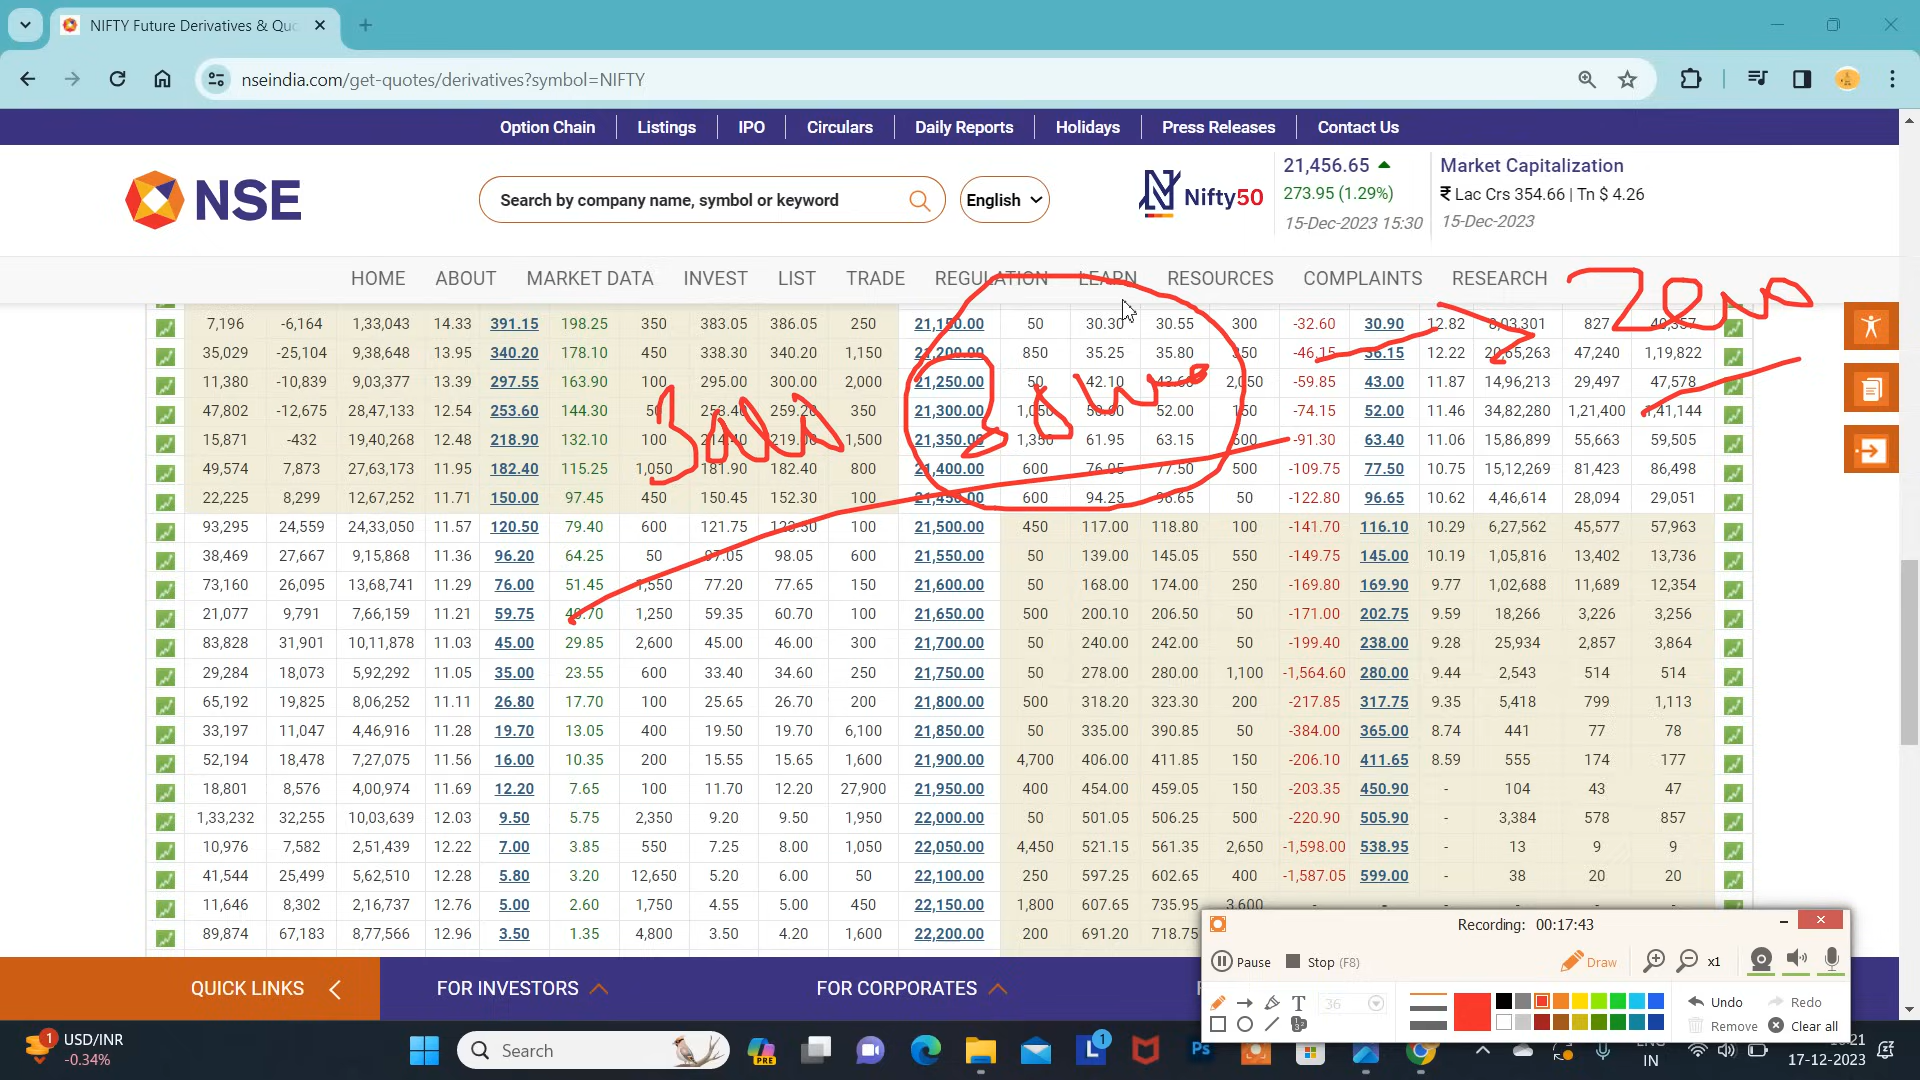 NIFTY Future Derivatives & Quo
nseindia.com/get-quotes/derivatives?symbol=NIFTY
Option Chain Listings IPO Circulars Daily Reports Holidays Press Releases Contact Us
NSE
Search by company name, symbol or keyword
English
Nifty50
21,456.65
273.95 (1.29%)
15-Dec-2023 15:30
Market Capitalization
₹ Lac Crs 354.66 | Tn $ 4.26
15-Dec-2023
HOME ABOUT MARKET DATA INVEST LIST TRADE REGULATION LEARN RESOURCES COMPLAINTS RESEARCH
7,196 -6,164 1,33,043 14.33 391.15 198.25 350 383.05 386.05 250 21,150.00 50 30.30 30.55 300 -32.60 30.90 12.82 8,03,301 827
35,029 -25,104 9,38,648 13.95 340.20 178.10 450 338.30 340.20 1,150 21,200.00 850 35.25 35.80 -46.15 36.15 12.22 20,65,263 47,240 1,19,822
11,380 -10,839 9,03,377 13.39 297.55 163.90 100 295.00 300.00 2,000 21,250.00 50 42.10 2,050 -59.85 43.00 11.87 14,96,213 29,497 47,578
47,802 -12,675 28,47,133 12.54 253.60 144.30 253.40 350 21,300.00 1,050 52.00 -74.15 52.00 11.46 34,82,280 1,21,400 1,41,144
15,871 -432 19,40,268 12.48 218.90 132.10 100 1,500 21,350.00 1,350 61.95 63.15 600 -91.30 63.40 11.06 15,86,899 55,663 59,505
49,574 7,873 27,63,173 11.95 182.40 115.25 1,050 181.90 182.40 800 21,400.00 600 76.05 77.50 500 -109.75 77.50 10.75 15,12,269 81,423 86,498
22,225 8,299 12,67,252 11.71 150.00 97.45 450 150.45 152.30 100 21,450.00 600 94.25 96.65 50 -122.80 96.65 10.62 4,46,614 28,094 29,051
93,295 24,559 24,33,050 11.57 120.50 79.40 600 121.75 123.30 100 21,500.00 450 117.00 118.80 100 -141.70 116.10 10.29 6,27,562 45,577 57,963
38,469 27,667 9,15,868 11.36 96.20 64.25 50 97.05 98.05 600 21,550.00 50 139.00 145.05 550 -149.75 145.00 10.19 1,05,816 13,402 13,736
73,160 26,095 13,68,741 11.29 76.00 51.45 1,550 77.20 77.65 150 21,600.00 50 168.00 174.00 250 -169.80 169.90 9.77 1,02,688 11,689 12,354
21,077 9,791 7,66,159 11.21 59.75 1,250 59.35 60.70 100 21,650.00 500 200.10 206.50 50 -171.00 202.75 9.59 18,266 3,226 3,256
83,828 31,901 10,11,878 11.03 45.00 29.85 2,600 45.00 46.00 300 21,700.00 50 240.00 242.00 50 -199.40 238.00 9.28 25,934 2,857 3,864
29,284 18,073 5,92,292 11.05 35.00 23.55 600 33.40 34.60 250 21,750.00 50 278.00 280.00 1,100 -1,564.60 280.00 9.44 2,543 514 514
65,192 19,825 8,06,252 11.11 26.80 17.70 100 25.65 26.70 200 21,800.00 500 318.20 323.30 200 -217.85 317.75 9.35 5,418 799 1,113
33,197 11,047 4,46,916 11.28 19.70 13.05 400 19.50 19.70 6,100 21,850.00 50 335.00 390.85 50 -384.00 365.00 8.74 441 77 78
52,194 18,478 7,27,075 11.56 16.00 10.35 200 15.55 15.65 1,600 21,900.00 4,700 406.00 411.85 150 -206.10 411.65 8.59 555 174 177
18,801 8,576 4,00,974 11.69 12.20 7.65 100 11.70 12.20 27,900 21,950.00 400 454.00 459.05 150 -203.35 450.90 - 104 43 47
1,33,232 32,255 10,03,639 12.03 9.50 5.75 2,350 9.20 9.50 1,950 22,000.00 50 501.05 506.25 500 -220.90 505.90 - 3,384 578 857
10,976 7,582 2,51,439 12.22 7.00 3.85 550 7.25 8.00 1,050 22,050.00 4,450 521.15 561.35 2,650 -1,598.00 538.95 - 13 9 9
41,544 25,499 5,62,510 12.28 5.80 3.20 12,650 5.20 6.00 50 22,100.00 250 597.25 602.65 400 -1,587.05 599.00 - 38 20 20
11,646 8,302 2,16,737 12.76 5.00 2.60 1,750 4.55 5.00 450 22,150.00 1,800 607.65 735.95 3,600 - - - - - -
89,874 67,183 8,77,566 12.96 3.50 1.35 4,800 3.50 4.20 1,600 22,200.00 200 691.20 718.75
Zero
Recording: 00:17:43
Pause Stop (F8) Draw x1
36 Undo Redo
Remove Clear all
QUICK LINKS FOR INVESTORS FOR CORPORATES
USD/INR
-0.34%
Search
IN
17-12-2023